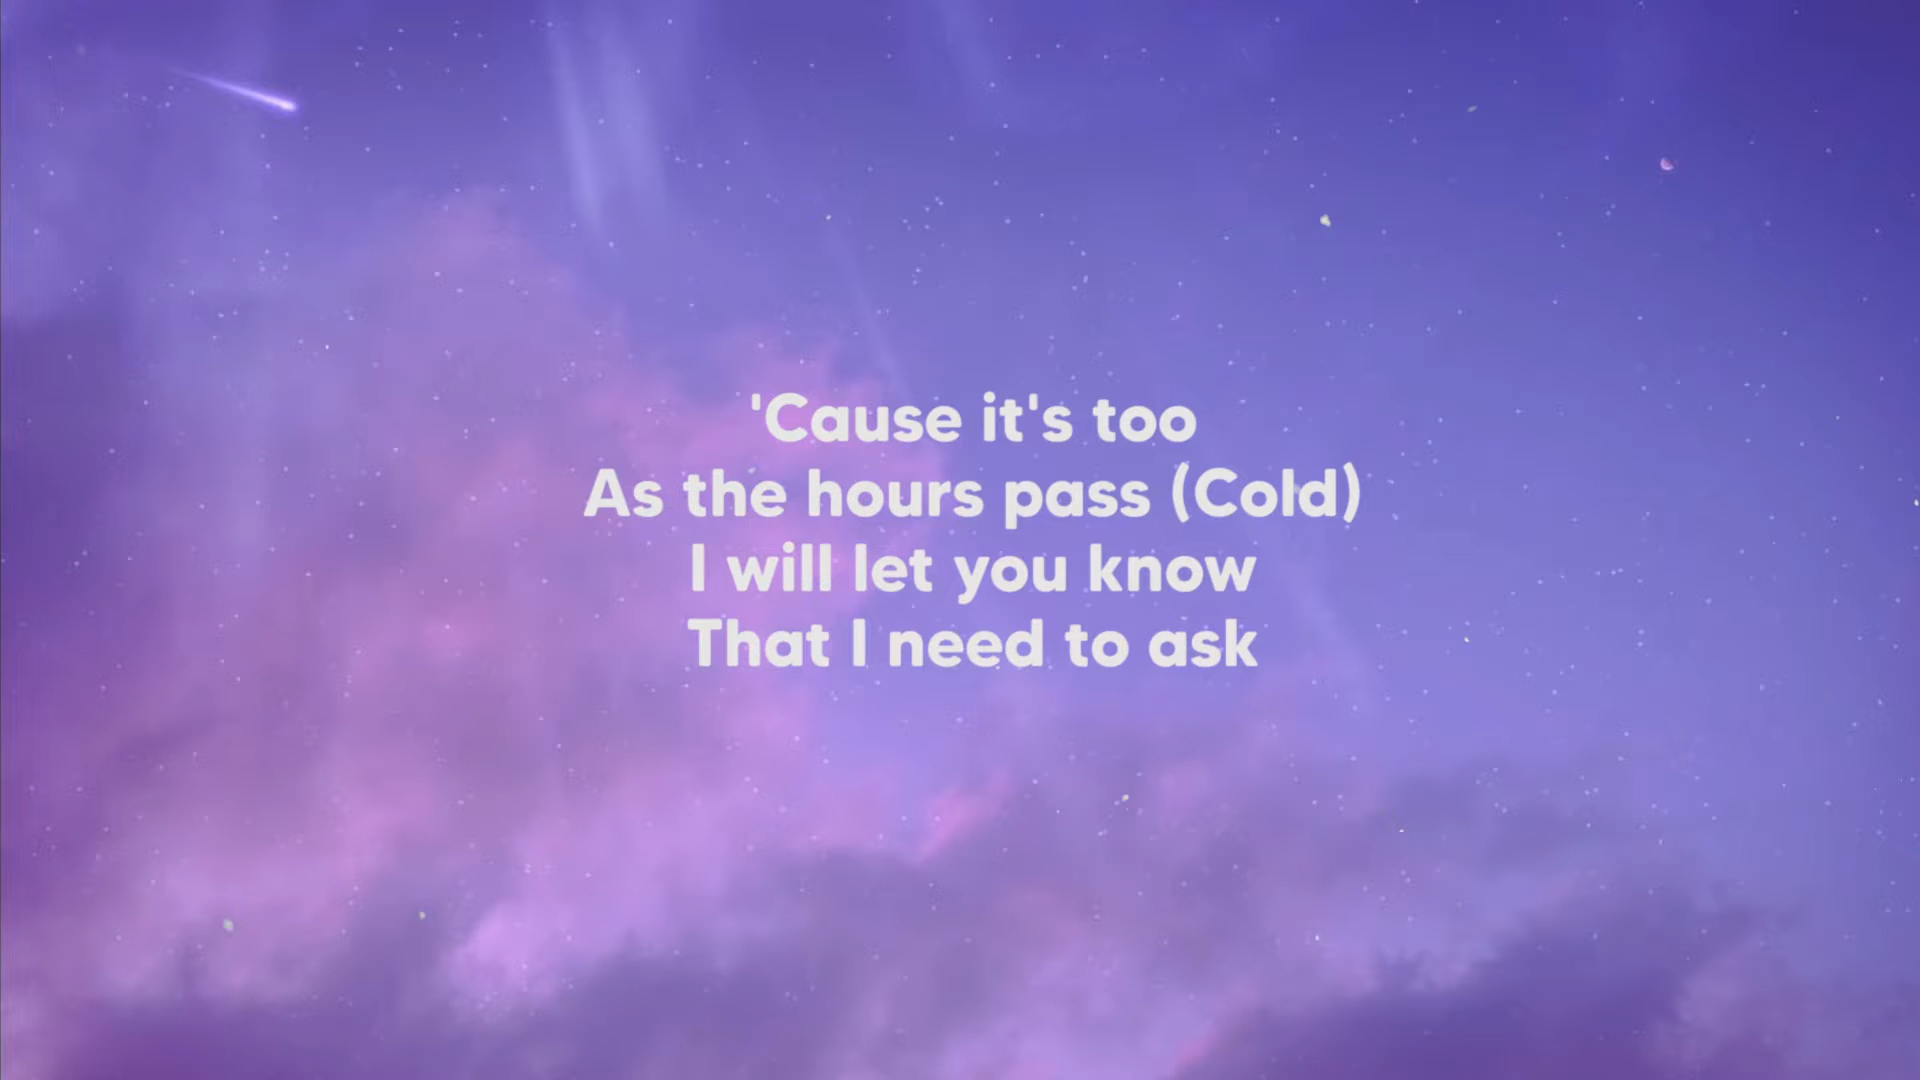 'Cause it's too
As the hours pass (Cold)
I will let you know
That I need to ask